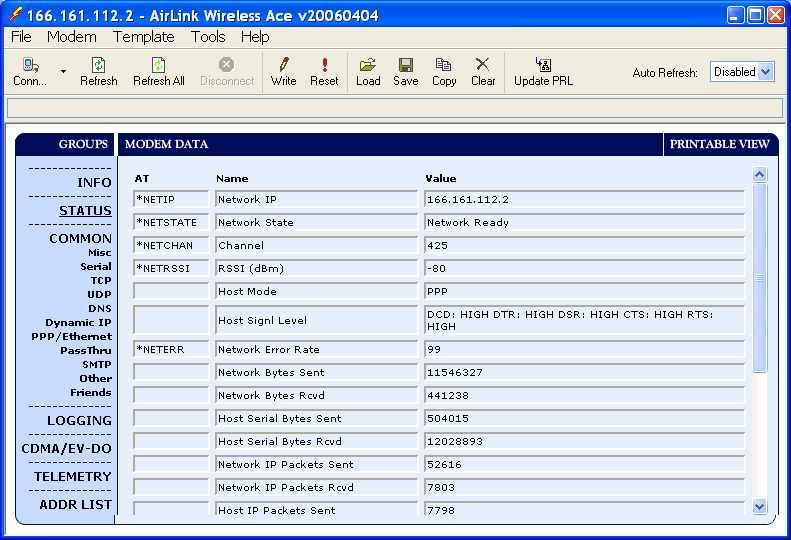 166.161.112.2 - AirLink Wireless Ace v20060404
File Modem Template Tools Help
Conn... Refresh Refresh All Disconnect Write Reset Load Save Copy Clear Update PRL Auto Refresh: Disabled
GROUPS MODEM DATA PRINTABLE VIEW
INFO
STATUS
COMMON
Misc
Serial
TCP
UDP
DNS
Dynamic IP
PPP/Ethernet
PassThru
SMTP
Other
Friends
LOGGING
CDMA/EV-DO
TELEMETRY
ADDR LIST
AT Name Value
*NETIP Network IP 166.161.112.2
*NETSTATE Network State Network Ready
*NETCHAN Channel 425
*NETRSSI RSSI (dBm) -80
Host Mode PPP
Host Signl Level DCD: HIGH DTR: HIGH DSR: HIGH CTS: HIGH RTS:
HIGH
*NETERR Network Error Rate 99
Network Bytes Sent 11546327
Network Bytes Rcvd 441238
Host Serial Bytes Sent 504015
Host Serial Bytes Rcvd 12028893
Network IP Packets Sent 52616
Network IP Packets Rcvd 7803
Host IP Packets Sent 7798